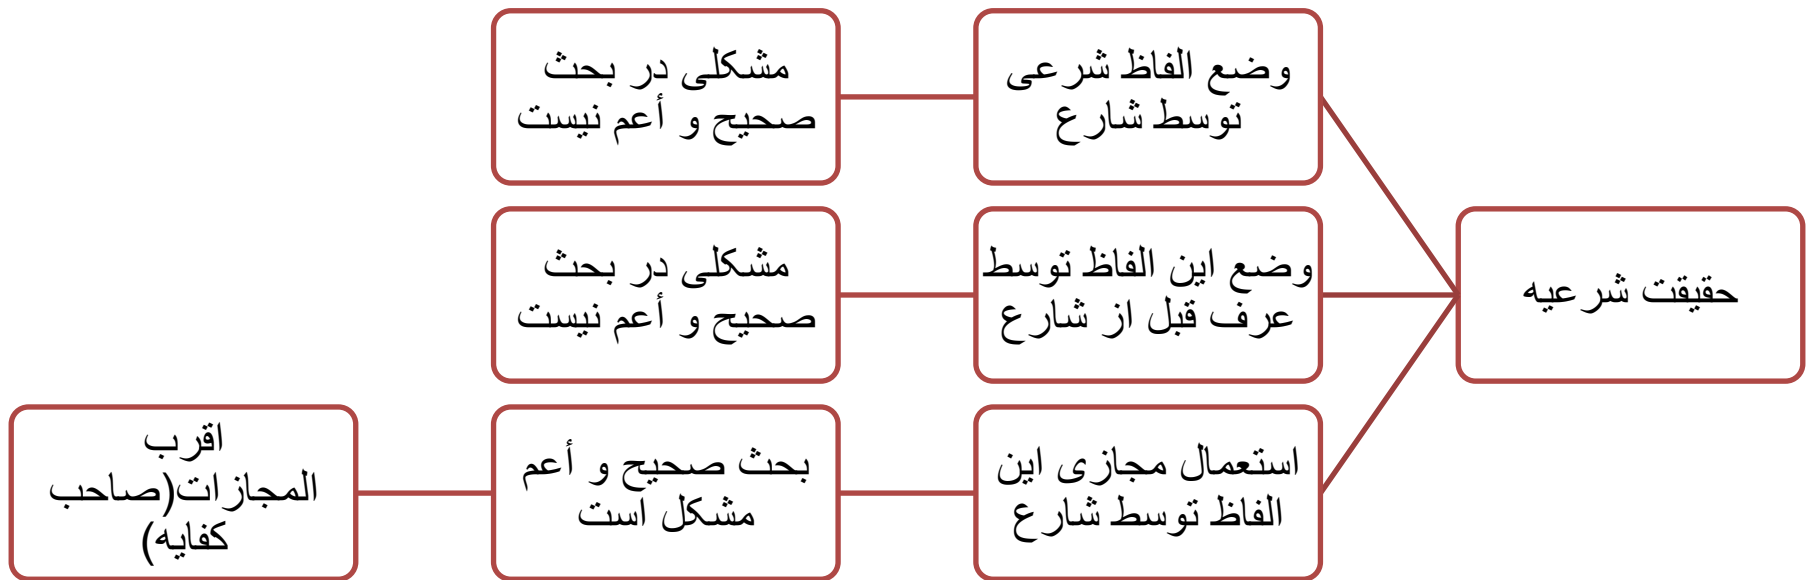 حقیقت شرعیه
وضع الفاظ شرعی
توسط شارع
مشکلی در بحث
صحیح و أعم نیست
وضع این الفاظ توسط
عرف قبل از شارع
مشکلی در بحث
صحیح و أعم نیست
استعمال مجازی این
الفاظ توسط شارع
بحث صحیح و أعم
مشکل است
اقرب
المجازات(صاحب
کفایه)